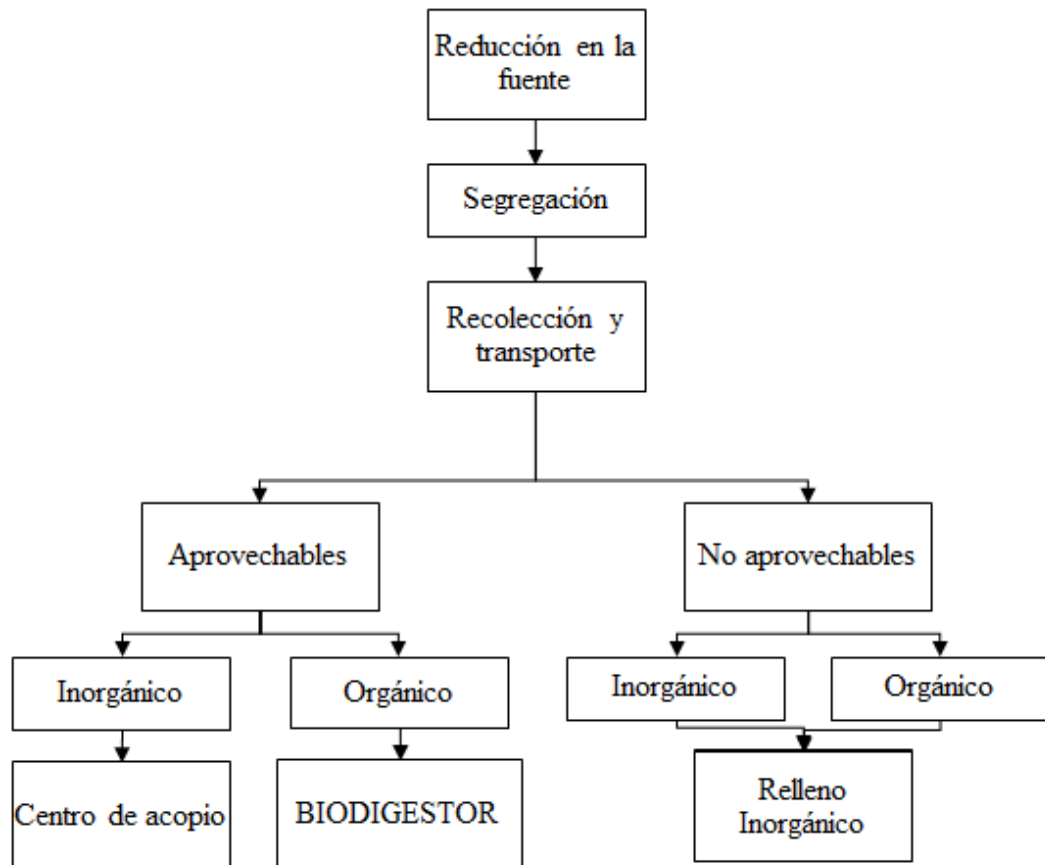 Reducción en la
fuente
Segregación
Recolección y
transporte
Aprovechables
No aprovechables
Inorgánico
Orgánico
Inorgánico
Orgánico
Centro de acopio
BIODIGESTOR
Relleno
Inorgánico